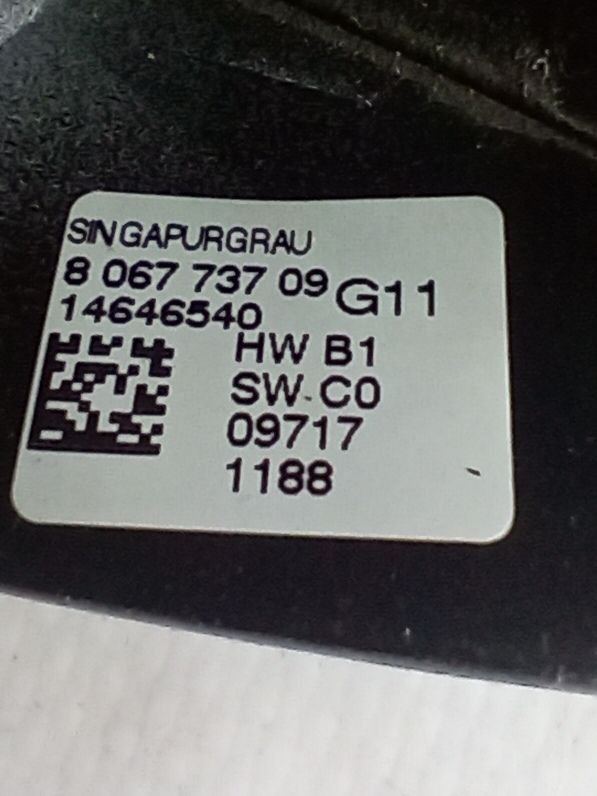 SINGAPURGRAU
8 067 737 09 G11
14646540
HW B1
SW C0
09717
1188